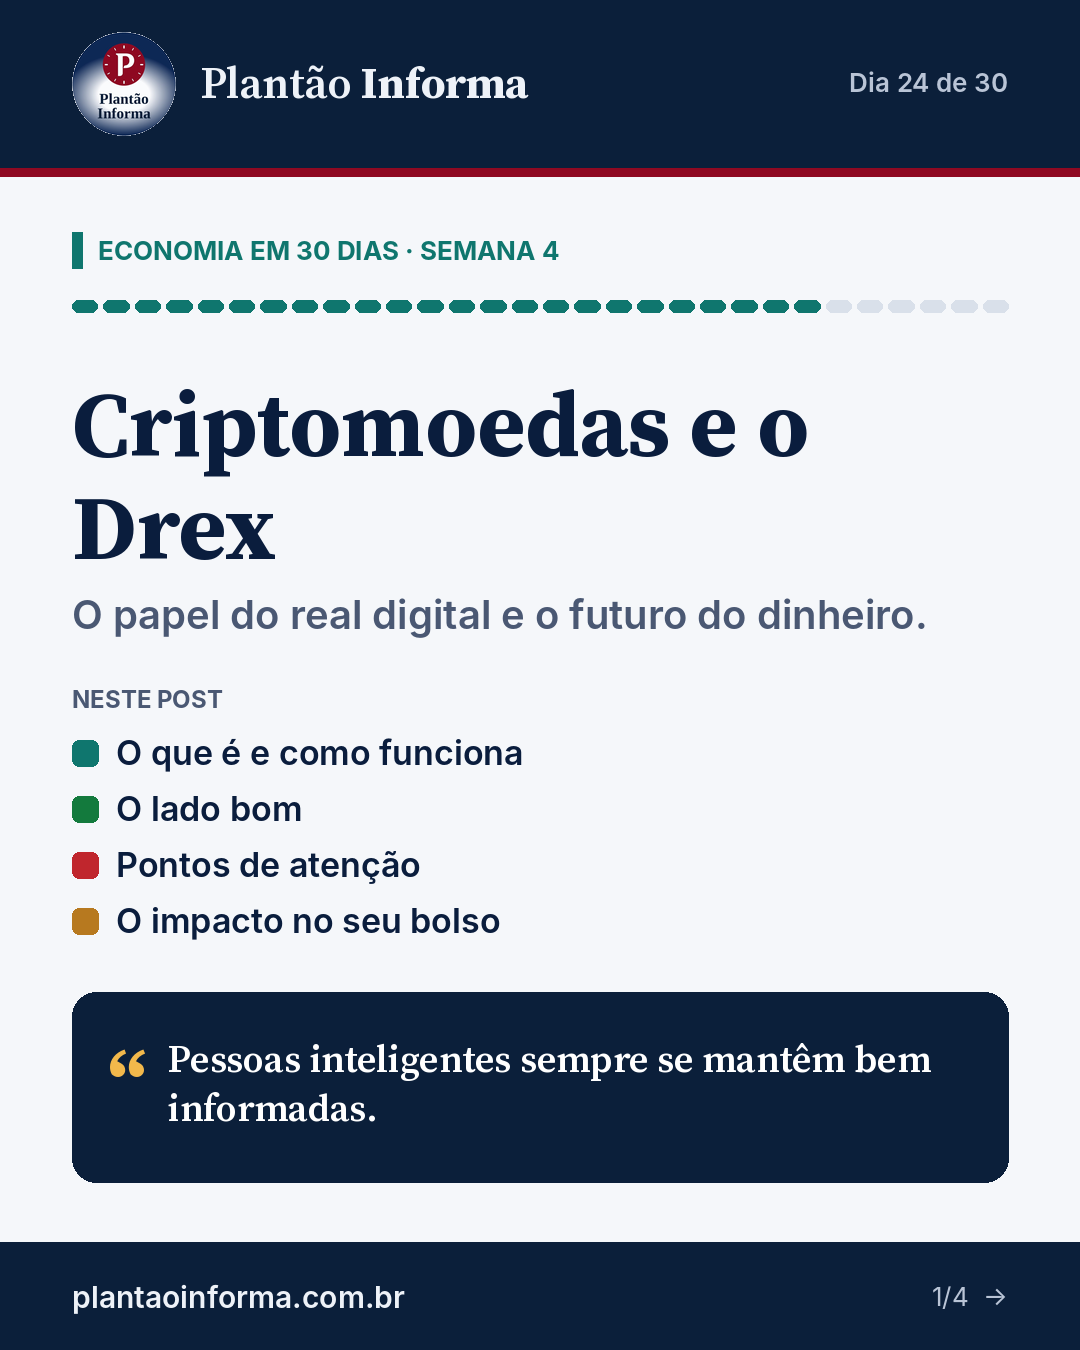 P
Plantão
Informa
Plantão Informa
Dia 24 de 30
ECONOMIA EM 30 DIAS · SEMANA 4
Criptomoedas e o
Drex
O papel do real digital e o futuro do dinheiro.
NESTE POST
O que é e como funciona
O lado bom
Pontos de atenção
O impacto no seu bolso
“ Pessoas inteligentes sempre se mantêm bem
informadas.
plantaoinforma.com.br
1/4 →